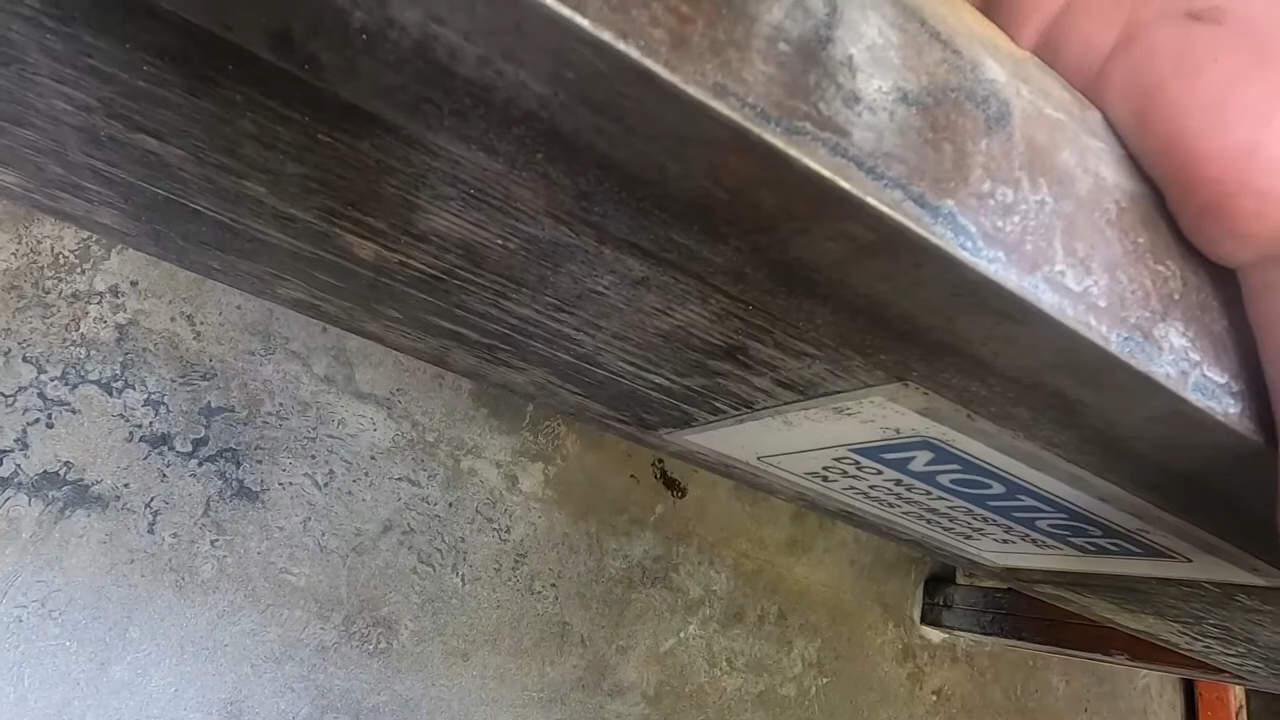 NOTICE
DO NOT DISPOSE
OF CHEMICALS
IN THIS DRAIN